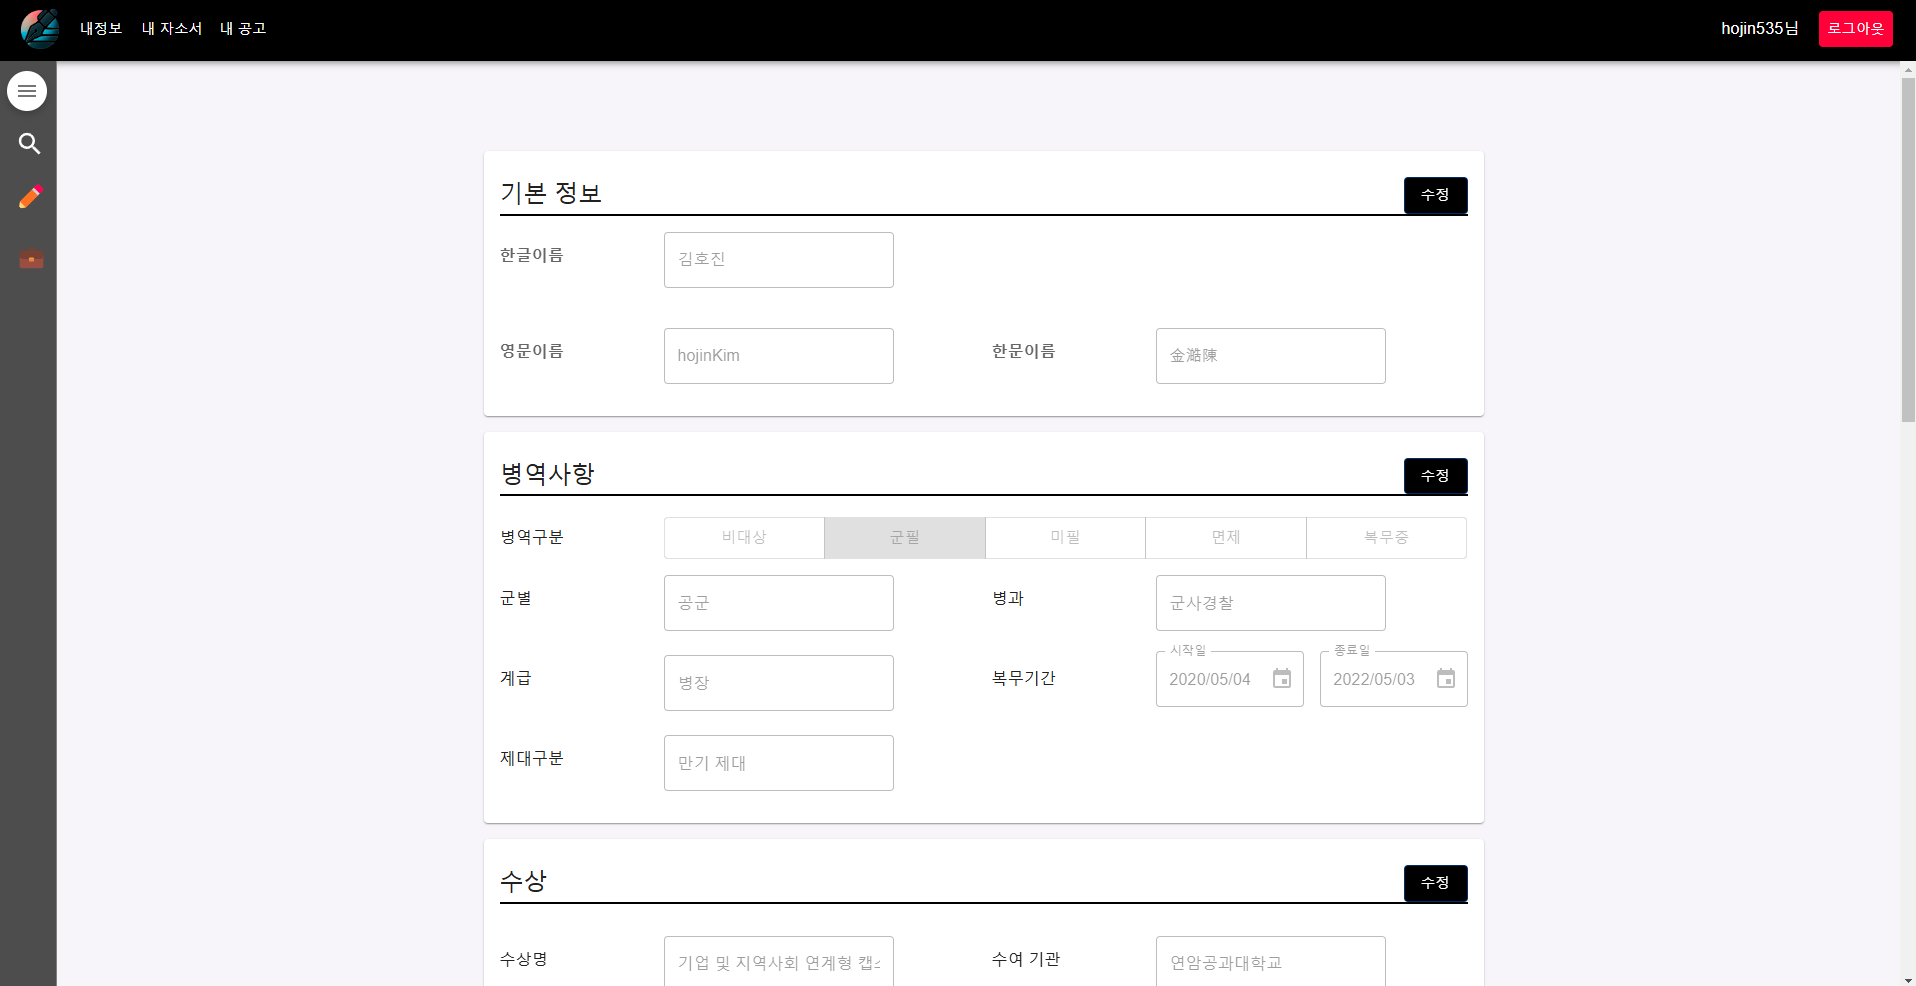 내정보 내 자소서 내 공고 hojin535님 로그아웃
기본 정보 수정
한글이름 김호진
영문이름 hojinKim 한문이름 金澔陳
병역사항 수정
병역구분 비대상 군필 미필 면제 복무중
군별 공군 병과 군사경찰
시작일 종료일
계급 병장 복무기간 2020/05/04 2022/05/03
제대구분 만기 제대
수상 수정
수상명 기업 및 지역사회 연계형 수여 기관 연암공과대학교